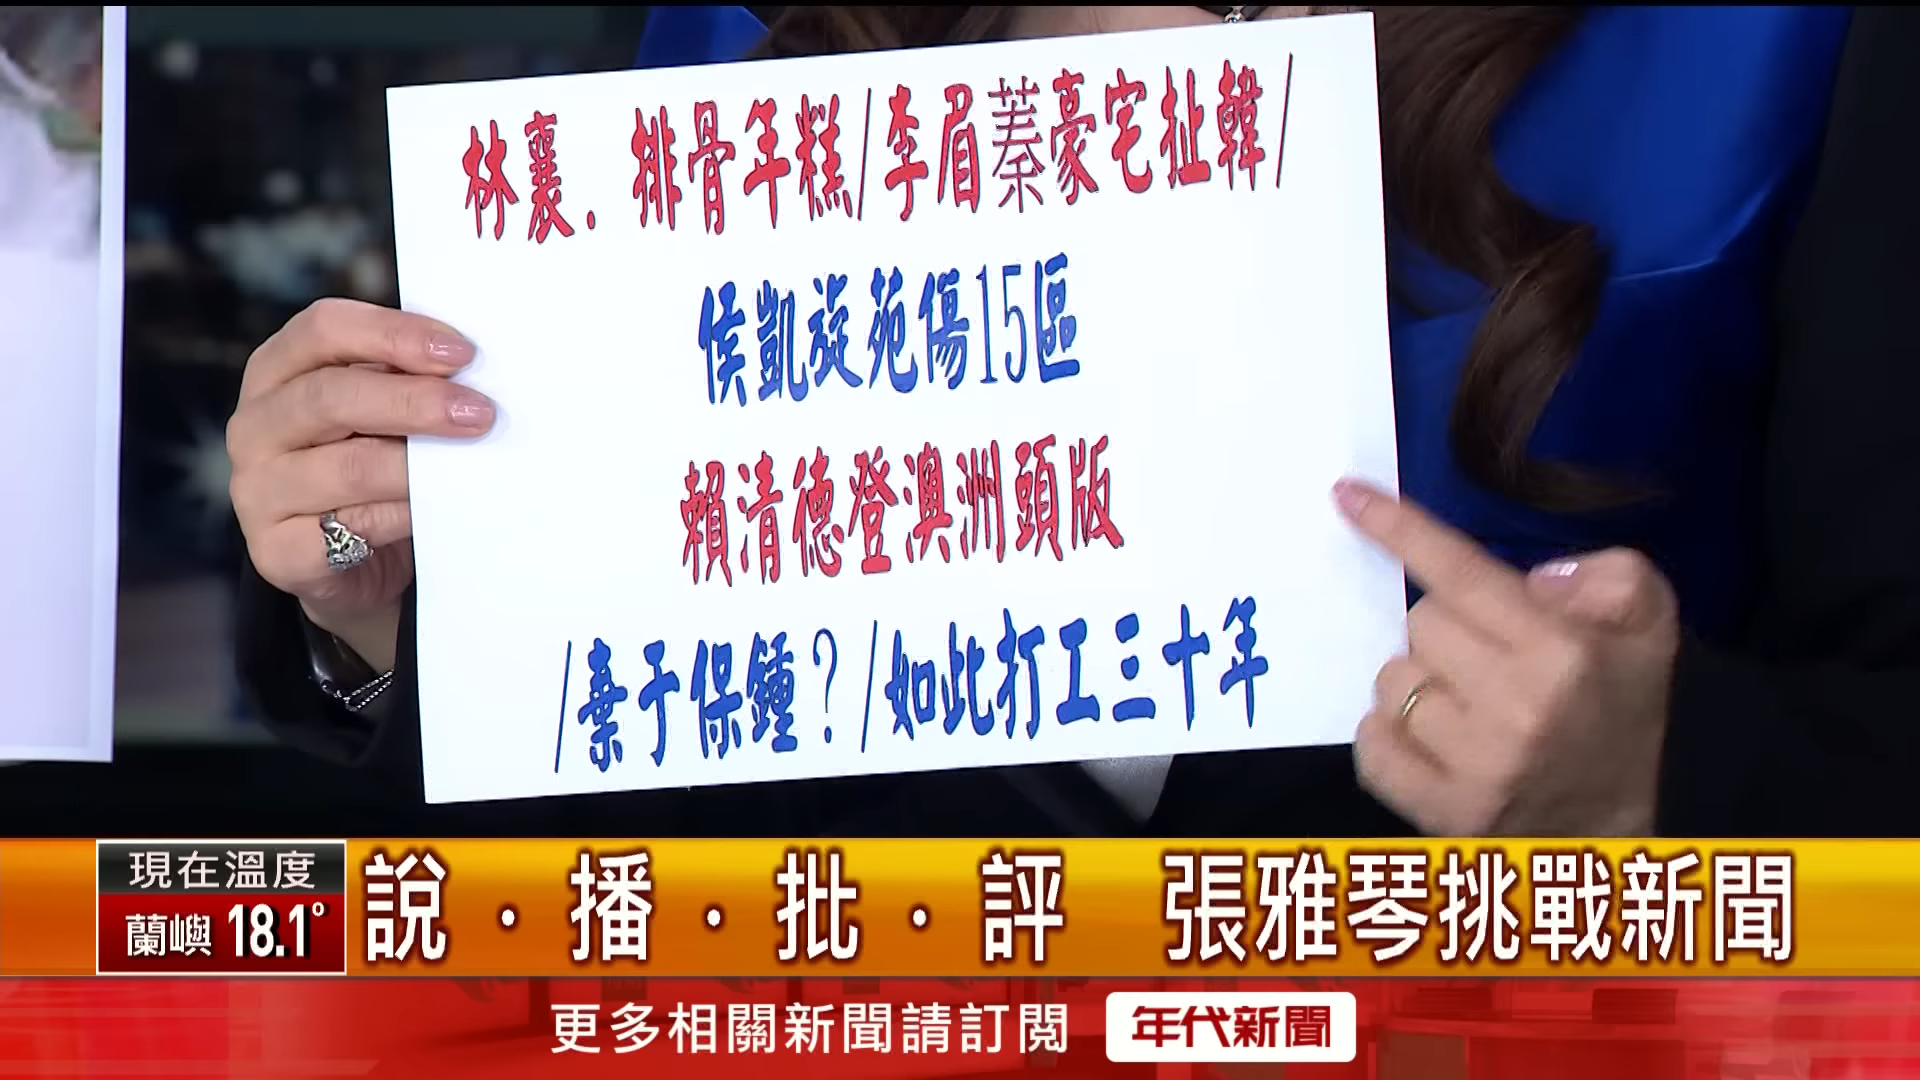 林襄．排骨年糕/李眉蓁豪宅扯韓/
侯凱旋苑傷15區
賴清德登澳洲頭版
/棄于保鍾?/如此打工三十年
現在溫度
蘭嶼 18.1°
說．播．批．評 張雅琴挑戰新聞
更多相關新聞請訂閱 年代新聞